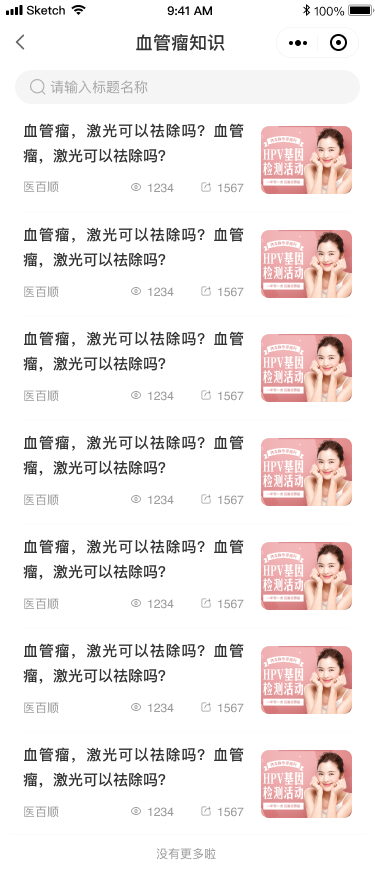 Sketch
9:41 AM
100%
血管瘤知识
请输入标题名称
血管瘤，激光可以祛除吗？血管
瘤，激光可以祛除吗？
医百顺
1234
1567
HPV基因
检测活动
血管瘤，激光可以祛除吗？血管
瘤，激光可以祛除吗？
医百顺
1234
1567
HPV基因
检测活动
血管瘤，激光可以祛除吗？血管
瘤，激光可以祛除吗？
医百顺
1234
1567
HPV基因
检测活动
血管瘤，激光可以祛除吗？血管
瘤，激光可以祛除吗？
医百顺
1234
1567
HPV基因
检测活动
血管瘤，激光可以祛除吗？血管
瘤，激光可以祛除吗？
医百顺
1234
1567
HPV基因
检测活动
血管瘤，激光可以祛除吗？血管
瘤，激光可以祛除吗？
医百顺
1234
1567
HPV基因
检测活动
血管瘤，激光可以祛除吗？血管
瘤，激光可以祛除吗？
医百顺
1234
1567
HPV基因
检测活动
没有更多啦